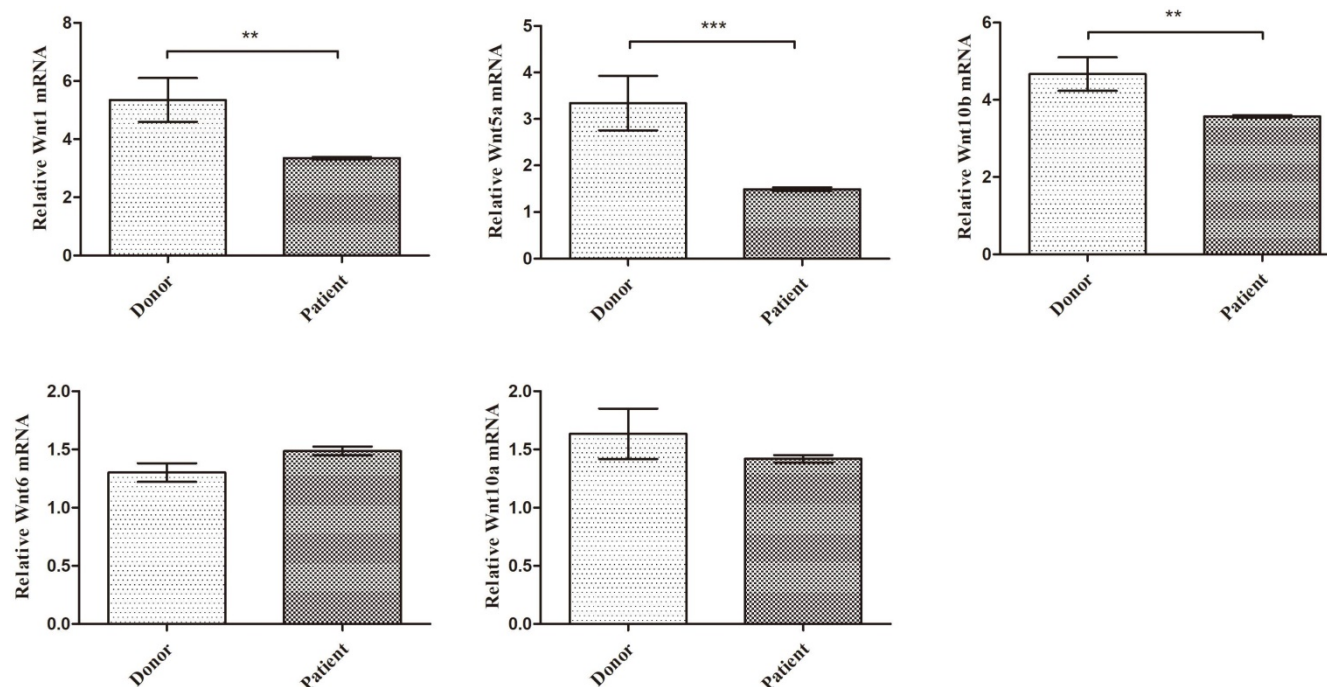 Relative Wnt1 mRNA
8
6
4
2
0
**
Donor
Patient
Relative Wnt5a mRNA
5
4
3
2
1
0
***
Donor
Patient
Relative Wnt10b mRNA
6
4
2
0
**
Donor
Patient
Relative Wnt6 mRNA
2.0
1.5
1.0
0.5
0.0
Donor
Patient
Relative Wnt10a mRNA
2.0
1.5
1.0
0.5
0.0
Donor
Patient